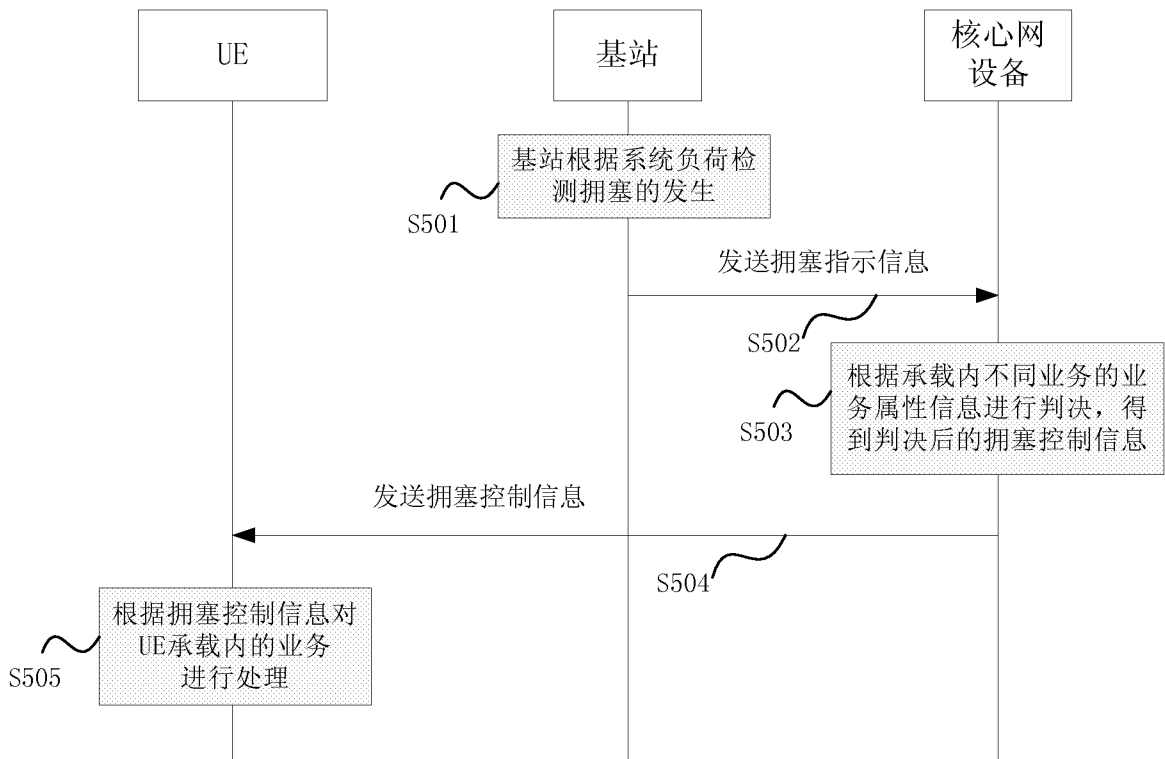 UE
基站
核心网
设备
基站根据系统负荷检
测拥塞的发生
S501
发送拥塞指示信息
S502
根据承载内不同业务的业
务属性信息进行判决，得
到判决后的拥塞控制信息
S503
发送拥塞控制信息
S504
根据拥塞控制信息对
UE承载内的业务
进行处理
S505